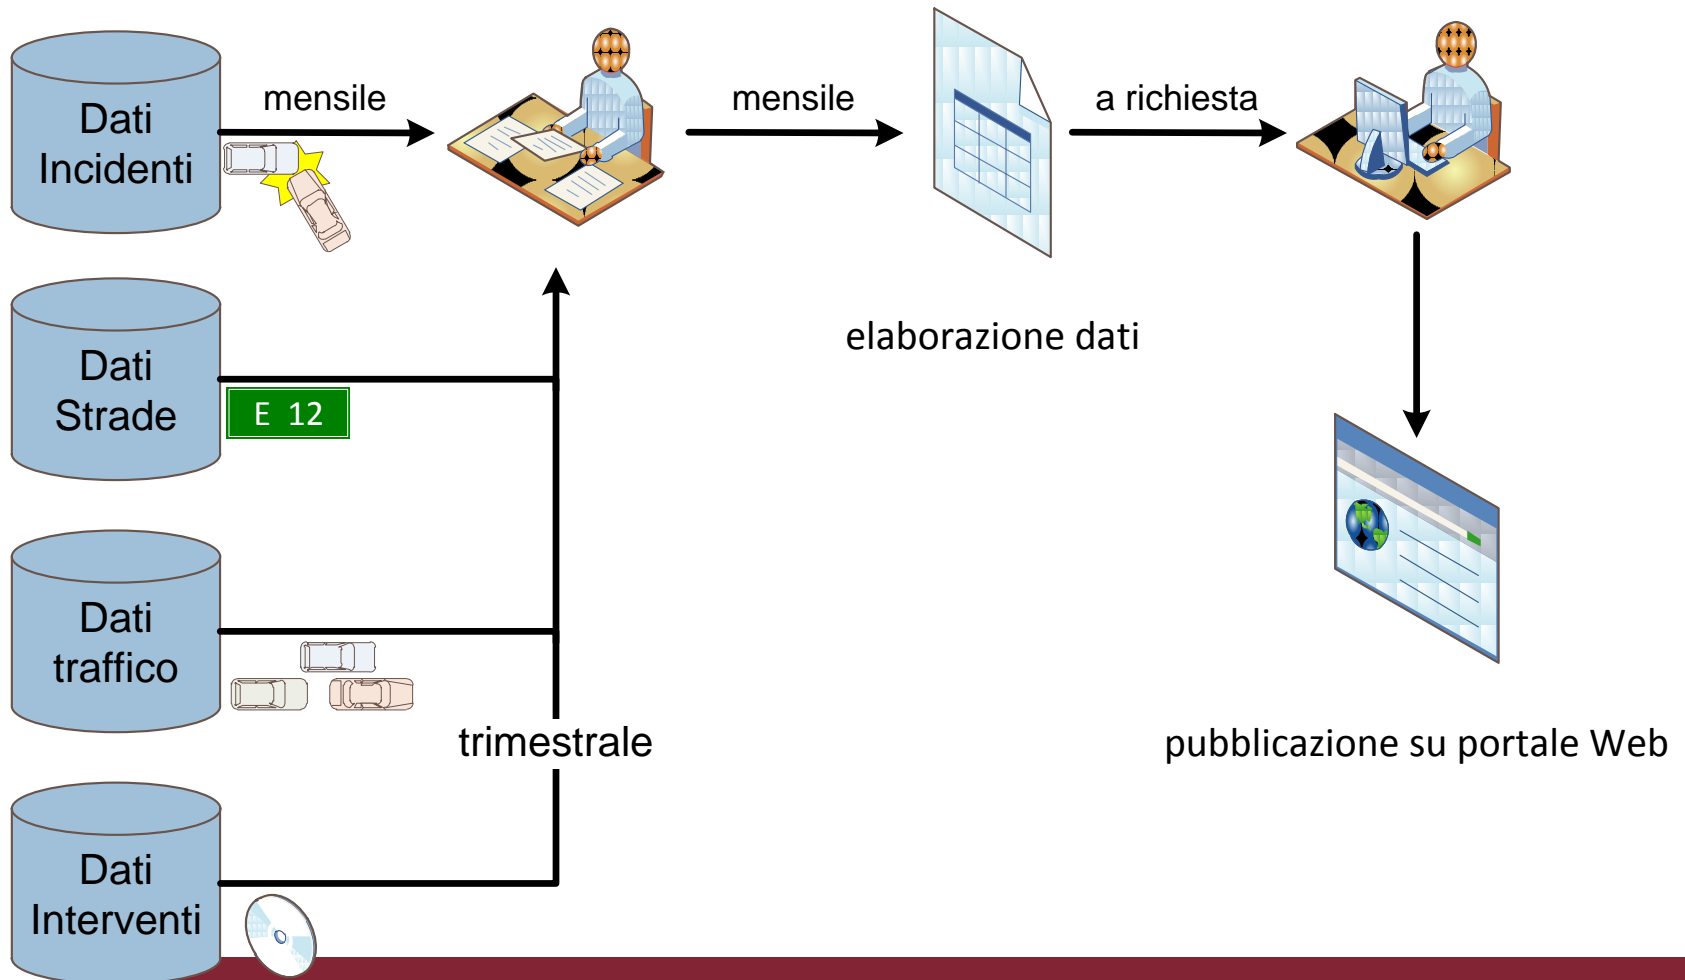 Dati
Incidenti
mensile
mensile
a richiesta
Dati
Strade
E 12
elaborazione dati
Dati
traffico
trimestrale
pubblicazione su portale Web
Dati
Interventi